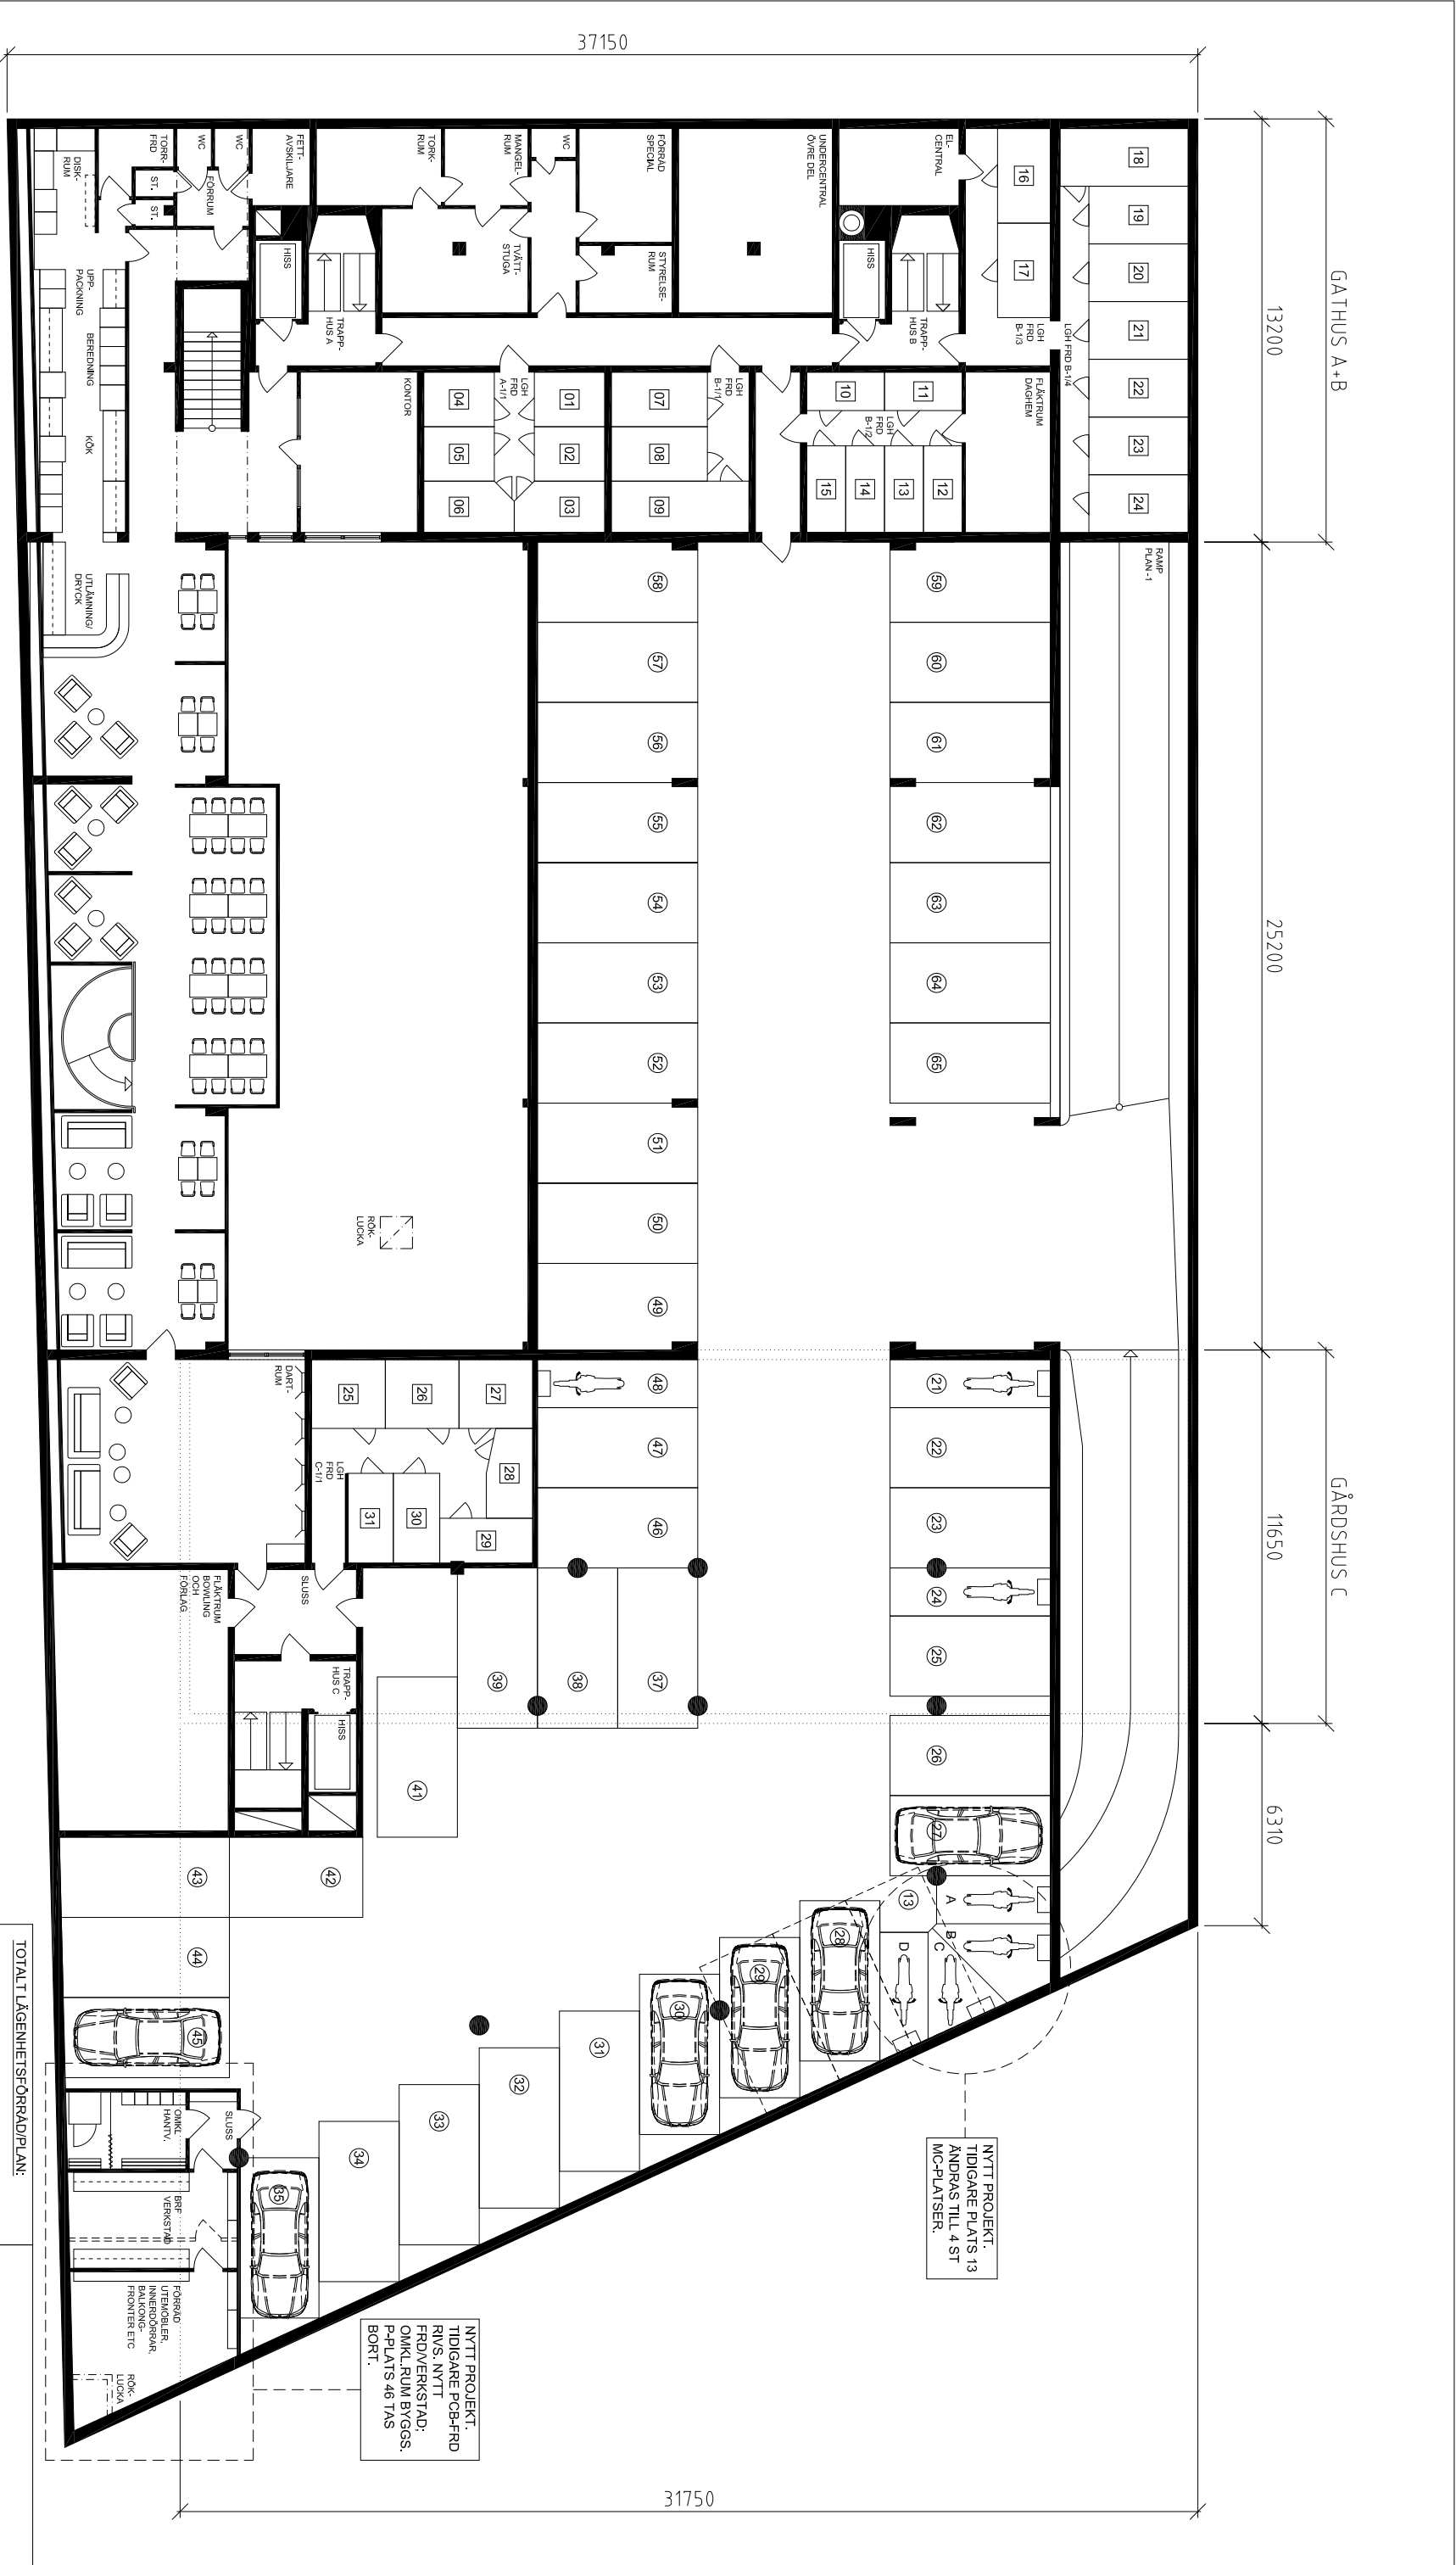 GATHUS A+B
GÅRDSHUS C
13200
25200
11650
6310
37150
31750
18
19
20
21
22
23
24
LGH FRD B-1/4
16
17
LGH
FRD
B-1/3
EL-
CENTRAL
TRAPP-
HUS B
HISS
UNDERCENTRAL
ÖVRE DEL
FÖRRÅD
SPECIAL
STYRELSE-
RUM
WC
MANGEL-
RUM
TORK-
RUM
TVÄTT-
STUGA
TRAPP-
HUS A
HISS
FETT-
AVSKILJARE
WC
WC
FÖRRUM
TORR-
FRD
ST.
ST.
DISK-
RUM
UPP-
PACKNING
BEREDNING
KÖK
UTLÄMNING/
DRYCK
KONTOR
FLÄKTRUM
DAGHEM
10
11
LGH
FRD
B-1/2
12
13
14
15
LGH
FRD
B-1/1
07
08
09
LGH
FRD
A-1/1
01
02
03
04
05
06
RAMP
PLAN -1
59
60
61
62
63
64
65
58
57
56
55
54
53
52
51
50
49
RÖK-
LUCKA
21
22
23
24
25
26
27
48
47
46
37
38
39
41
42
43
44
45
DART-
RUM
25
26
27
28
29
30
31
LGH
FRD
C-1/1
SLUSS
FLÄKTRUM
BOWLING
OCH
FÖRLAG
TRAPP-
HUS C
HISS
13
A
B
C
D
28
29
30
31
32
33
34
35
NYTT PROJEKT.
TIDIGARE PLATS 13
ÄNDRAS TILL 4 ST
MC-PLATSER.
NYTT PROJEKT.
TIDIGARE PCB-FRD
RIVS. NYTT
FRD/VERKSTAD;
OMKL.RUM BYGGS.
P-PLATS 46 TAS
BORT.
SLUSS
OMKL
HANTV.
BRF
VERKSTAD
FÖRRÅD
UTEMÖBLER,
INNERDÖRRAR,
BALKONG-
FRONTER ETC
RÖK-
LUCKA
TOTALT LÄGENHETSFÖRRÅD/PLAN: